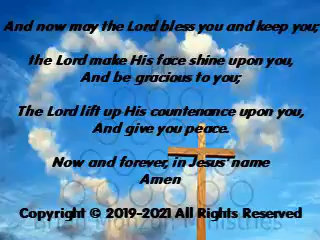 And now may the Lord bless you and keep you;
the Lord make His face shine upon you,
And be gracious to you;
The Lord lift up His countenance upon you,
And give you peace.
Now and forever, in Jesus' name
Amen
Copyright © 2019-2021 All Rights Reserved
Ministries